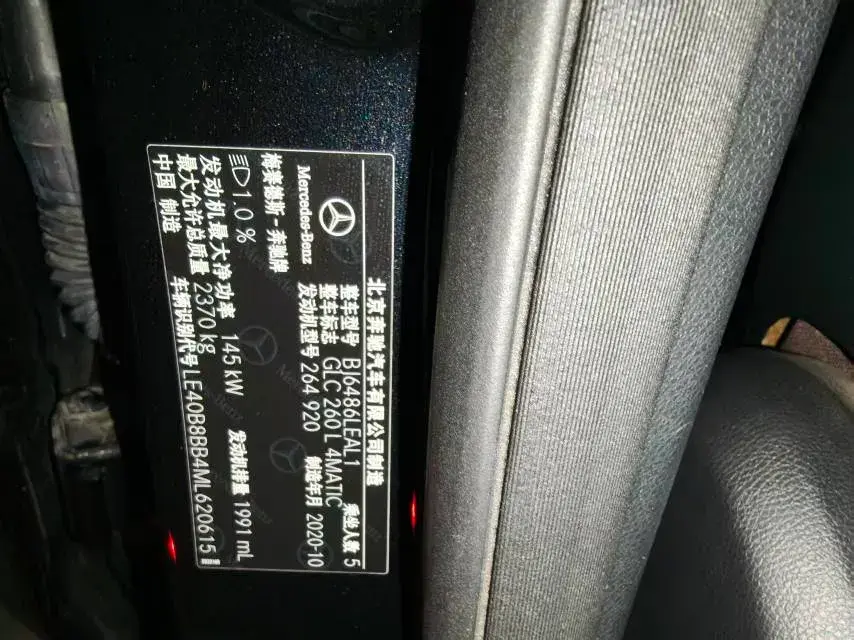 北京奔驰汽车有限公司制造
Mercedes-Benz
梅赛德斯-奔驰牌
整车型号 BJ6486LEAL1 乘坐人数 5
整车标志 GLC 260 L 4MATIC
发动机型号 264 920 制造年月 2020-10
1.0 %
发动机最大净功率 145 kW 发动机排量 1991 mL
最大允许总质量 2370 kg
中国 制造 车辆识别代号 LE40B8BB4ML620615